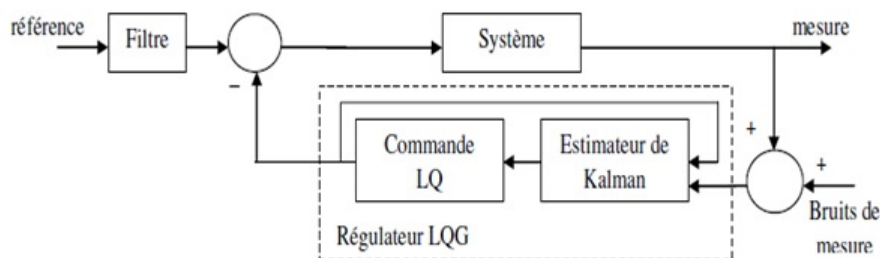 référence
Filtre
Système
mesure
−
Commande
LQ
Estimateur de
Kalman
+
+
Bruits de
mesure
Régulateur LQG